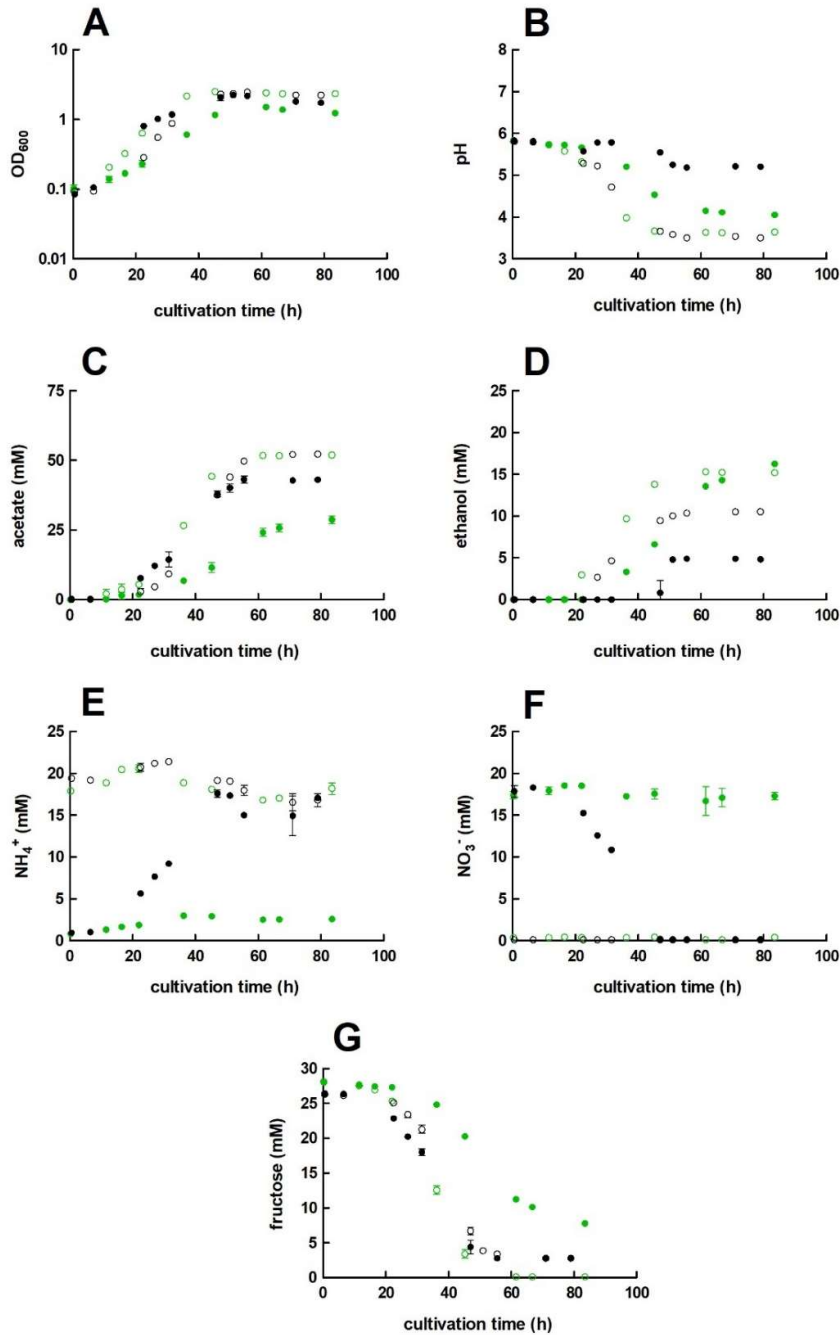 A
B
10
1
0.1
0.01
OD600
0 20 40 60 80 100
cultivation time (h)
8
7
6
5
4
3
pH
0 20 40 60 80 100
cultivation time (h)
C
D
75
50
25
0
acetate (mM)
0 20 40 60 80 100
cultivation time (h)
25
20
15
10
5
0
ethanol (mM)
0 20 40 60 80 100
cultivation time (h)
E
F
25
20
15
10
5
0
NH4+ (mM)
0 20 40 60 80 100
cultivation time (h)
25
20
15
10
5
0
NO3- (mM)
0 20 40 60 80 100
cultivation time (h)
G
30
25
20
15
10
5
0
fructose (mM)
0 20 40 60 80 100
cultivation time (h)